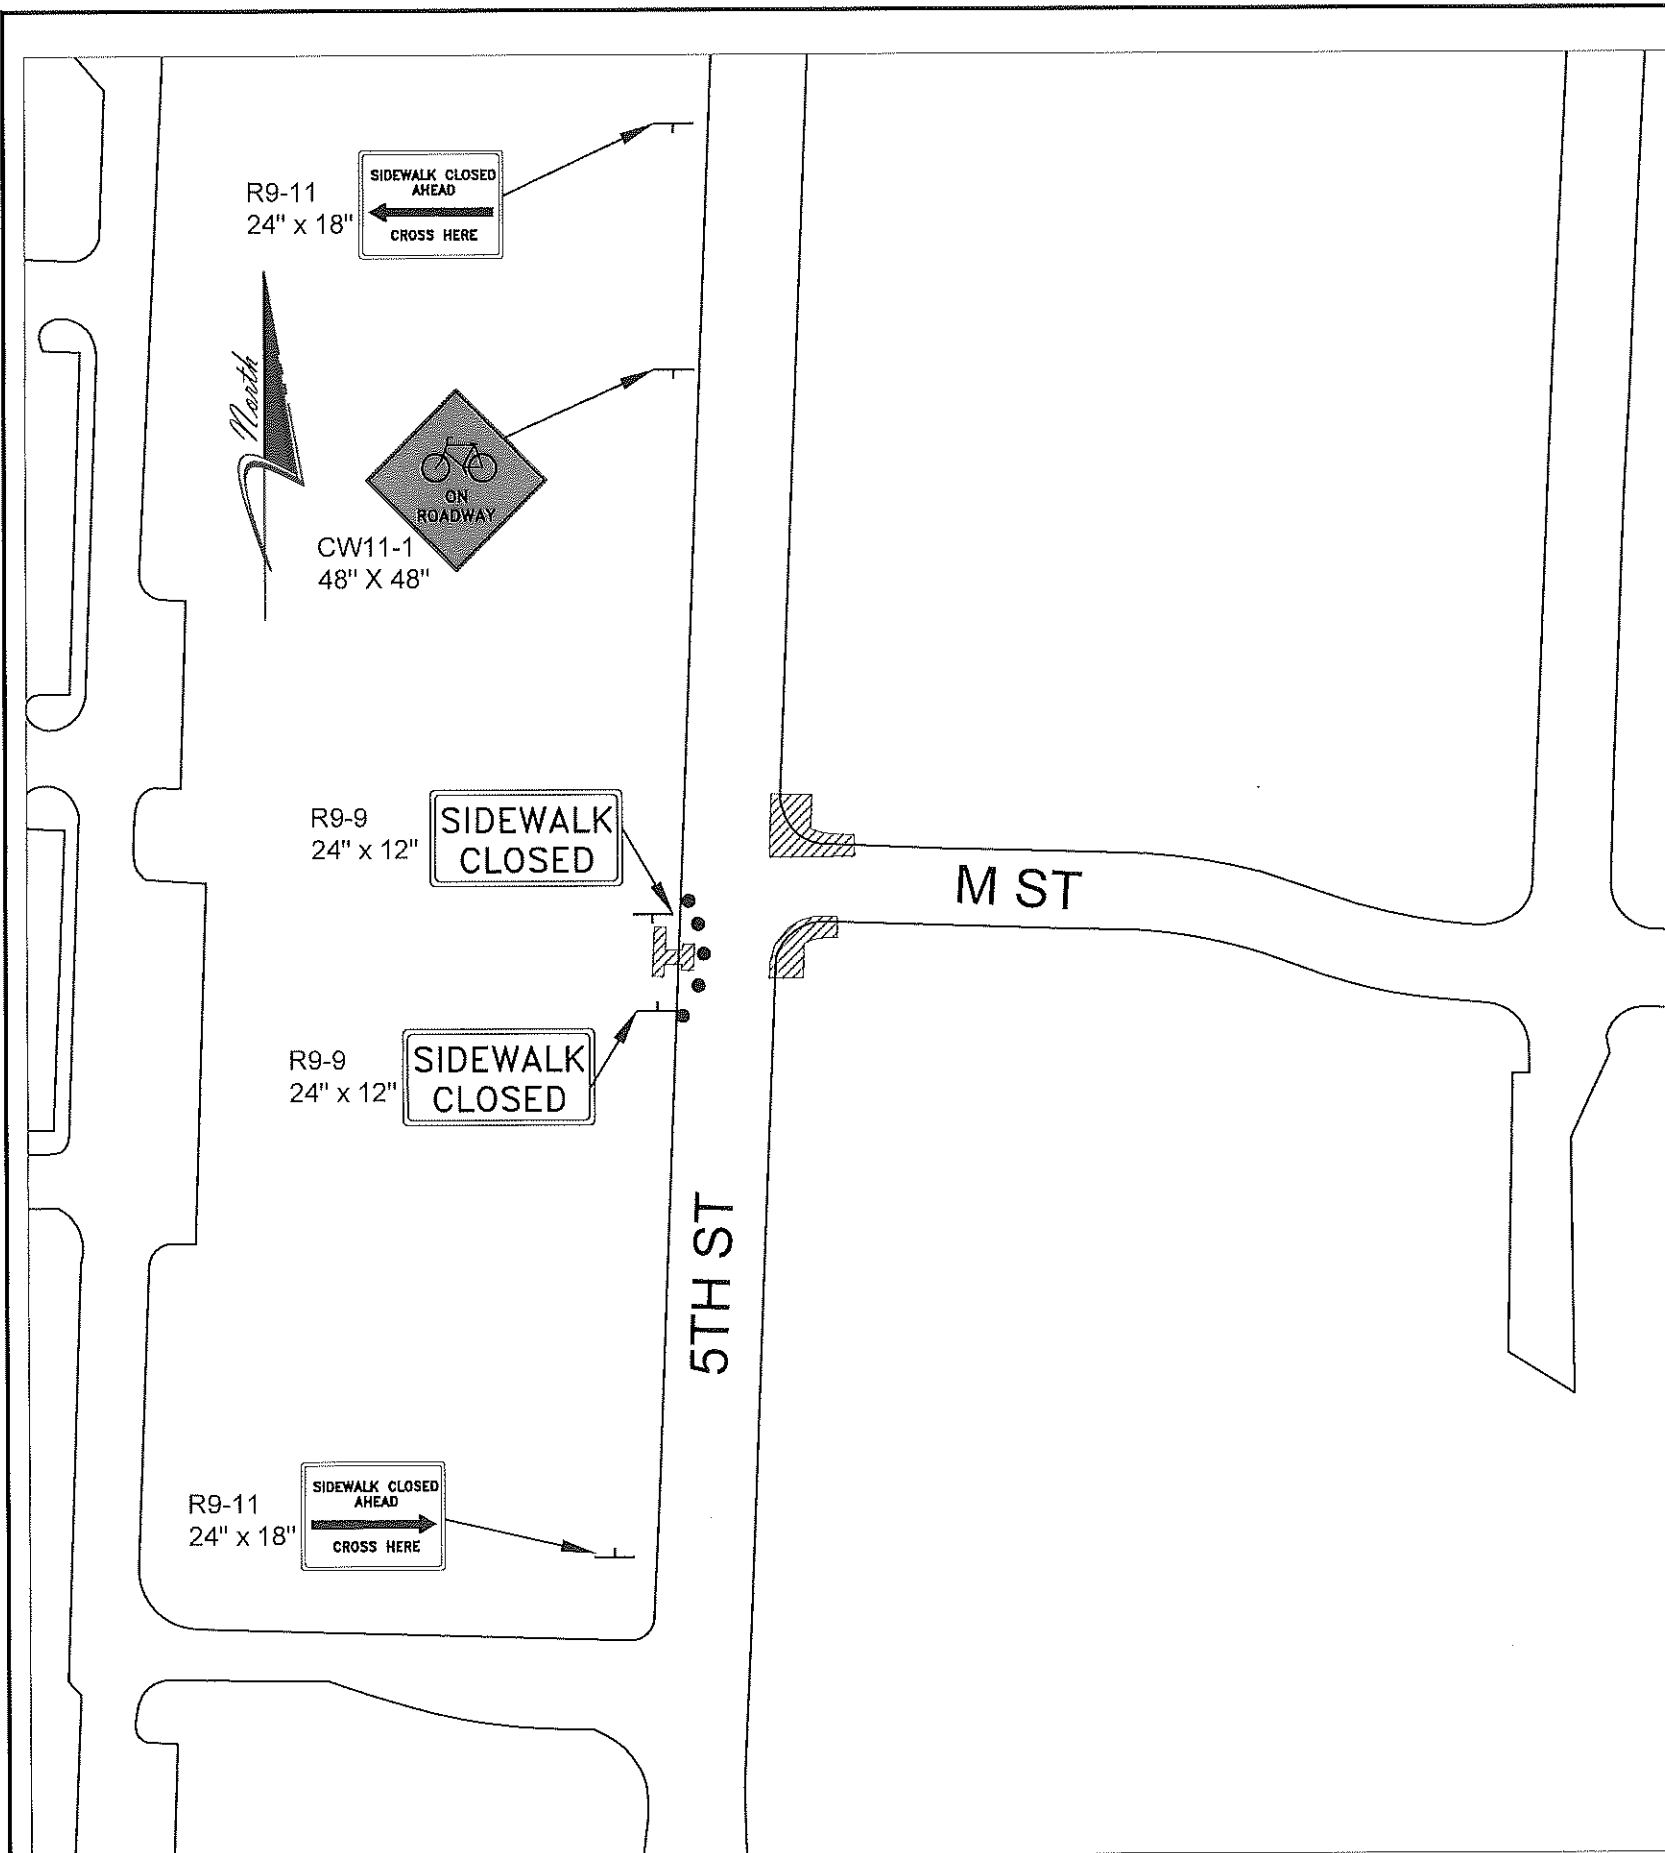 R9-11
24" x 18"
SIDEWALK CLOSED
AHEAD
CROSS HERE
North
ON
ROADWAY
CW11-1
48" X 48"
R9-9
24" x 12"
SIDEWALK
CLOSED
M ST
R9-9
24" x 12"
SIDEWALK
CLOSED
5TH ST
R9-11
24" x 18"
SIDEWALK CLOSED
AHEAD
CROSS HERE